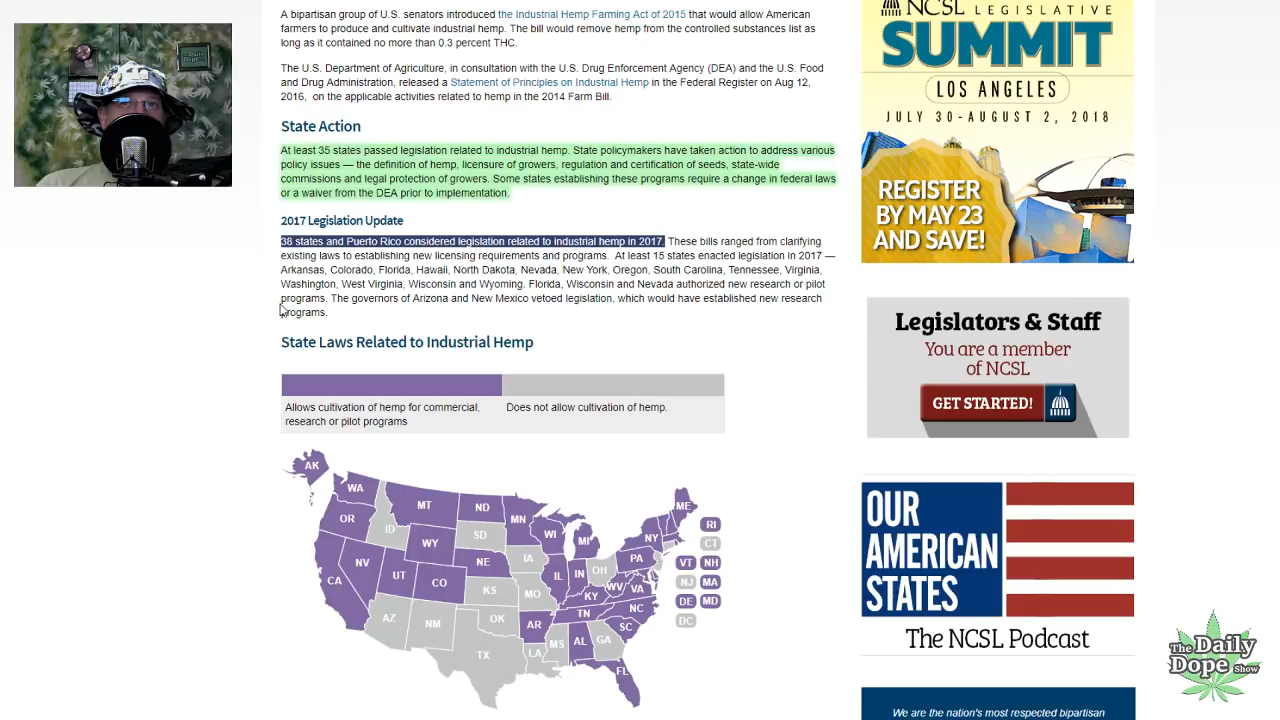 A bipartisan group of U.S. senators introduced the Industrial Hemp Farming Act of 2015 that would allow American
farmers to produce and cultivate industrial hemp. The bill would remove hemp from the controlled substances list as
long as it contained no more than 0.3 percent THC.
The U.S. Department of Agriculture, in consultation with the U.S. Drug Enforcement Agency (DEA) and the U.S. Food
and Drug Administration, released a Statement of Principles on Industrial Hemp in the Federal Register on Aug 12,
2016, on the applicable activities related to hemp in the 2014 Farm Bill.
State Action
At least 35 states passed legislation related to industrial hemp. State policymakers have taken action to address various
policy issues — the definition of hemp, licensure of growers, regulation and certification of seeds, state-wide
commissions and legal protection of growers. Some states establishing these programs require a change in federal laws
or a waiver from the DEA prior to implementation.
2017 Legislation Update
38 states and Puerto Rico considered legislation related to industrial hemp in 2017. These bills ranged from clarifying
existing laws to establishing new licensing requirements and programs. At least 15 states enacted legislation in 2017 —
Arkansas, Colorado, Florida, Hawaii, North Dakota, Nevada, New York, Oregon, South Carolina, Tennessee, Virginia,
Washington, West Virginia, Wisconsin and Wyoming. Florida, Wisconsin and Nevada authorized new research or pilot
programs. The governors of Arizona and New Mexico vetoed legislation, which would have established new research
programs.
State Laws Related to Industrial Hemp
Allows cultivation of hemp for commercial,
research or pilot programs
Does not allow cultivation of hemp.
AK
WA
MT
ND
MN
ME
OR
ID
SD
WI
MI
NY
RI
WY
CT
NV
NE
IA
PA
VT
NH
CA
UT
CO
IL
IN
OH
NJ
MA
KS
MO
KY
WV
VA
DE
MD
AZ
NM
OK
AR
TN
NC
DC
SC
TX
LA
MS
AL
GA
FL
NCSL LEGISLATIVE
SUMMIT
LOS ANGELES
JULY 30-AUGUST 2, 2018
REGISTER
BY MAY 23
AND SAVE!
Legislators & Staff
You are a member
of NCSL
GET STARTED!
OUR
AMERICAN
STATES
The NCSL Podcast
We are the nation's most respected bipartisan
The Daily
Dope Show